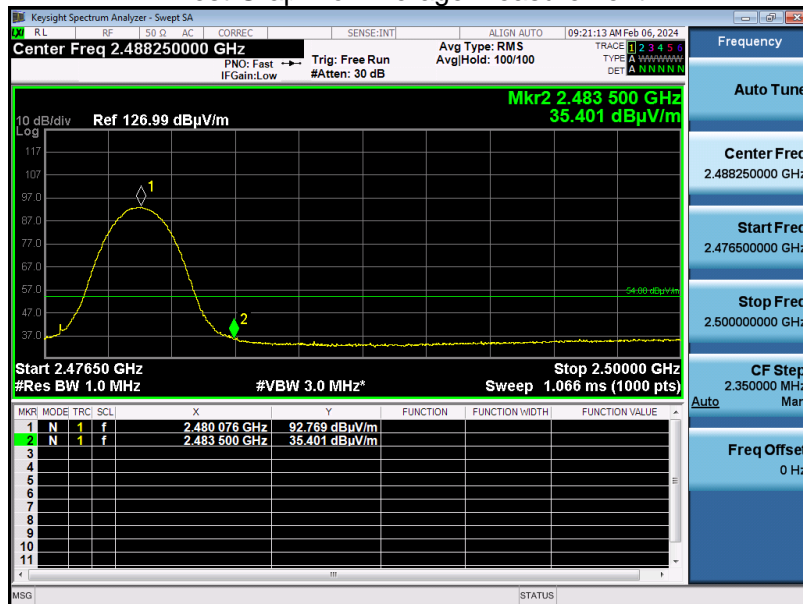 Keysight Spectrum Analyzer - Swept SA
LXI RL RF 50 Ω AC CORREC SENSE:INT ALIGN AUTO 09:21:13 AM Feb 06, 2024
Center Freq 2.488250000 GHz
PNO: Fast
IFGain:Low
Trig: Free Run
#Atten: 30 dB
Avg Type: RMS
Avg|Hold: 100/100
TRACE 1 2 3 4 5 6
TYPE A WWWWW
DET A N N N N N
Mkr2 2.483 500 GHz
35.401 dBµV/m
10 dB/div Ref 126.99 dBµV/m
Log
117
107
97.0
87.0
77.0
67.0
57.0
47.0
37.0
1
2
54.00 dBµV/m
Start 2.47650 GHz
Stop 2.50000 GHz
#Res BW 1.0 MHz #VBW 3.0 MHz* Sweep 1.066 ms (1000 pts)
MKR MODE TRC SCL X Y FUNCTION FUNCTION WIDTH FUNCTION VALUE
1 N 1 f 2.480 076 GHz 92.769 dBµV/m
2 N 1 f 2.483 500 GHz 35.401 dBµV/m
3
4
5
6
7
8
9
10
11
MSG STATUS
Frequency
Auto Tune
Center Freq
2.488250000 GHz
Start Freq
2.476500000 GHz
Stop Freq
2.500000000 GHz
CF Step
2.350000 MHz
Auto Man
Freq Offset
0 Hz